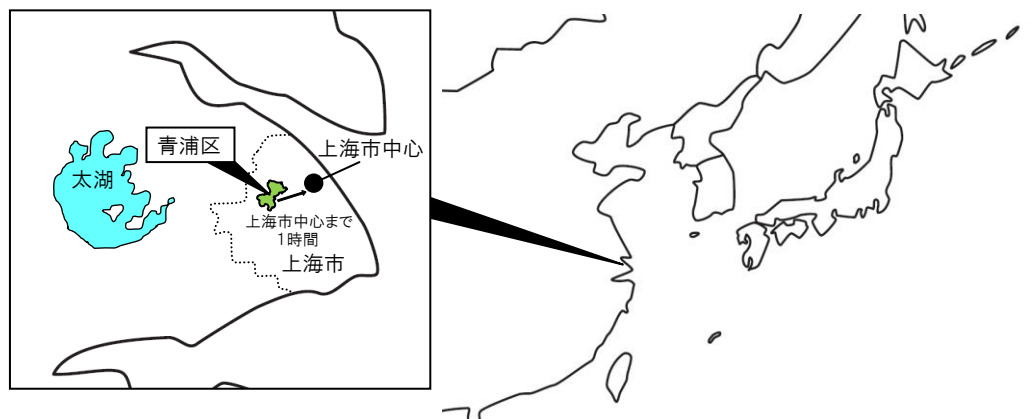 青浦区
上海市中心
太湖
上海市中心まで
1時間
上海市